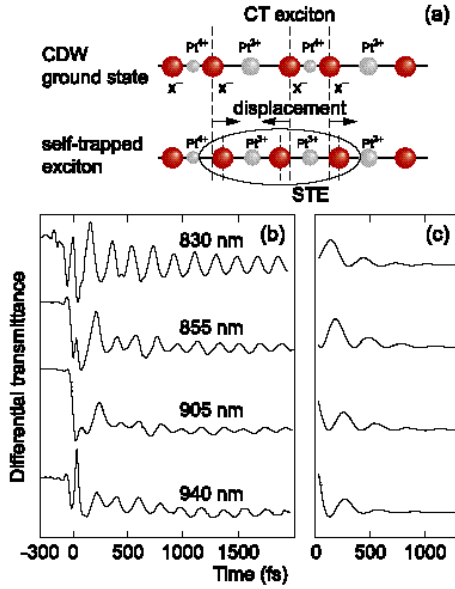 CT exciton (a)
CDW ground state
Pt⁴⁺ Pt²⁺ Pt⁴⁺ Pt²⁺
x⁻ x⁻ x⁻ x⁻
displacement
self-trapped exciton
Pt⁴⁺ Pt³⁺ Pt³⁺ Pt²⁺
STE
Differential transmittance
830 nm (b) (c)
855 nm
905 nm
940 nm
-300 0 500 1000 1500 0 500 1000
Time (fs)